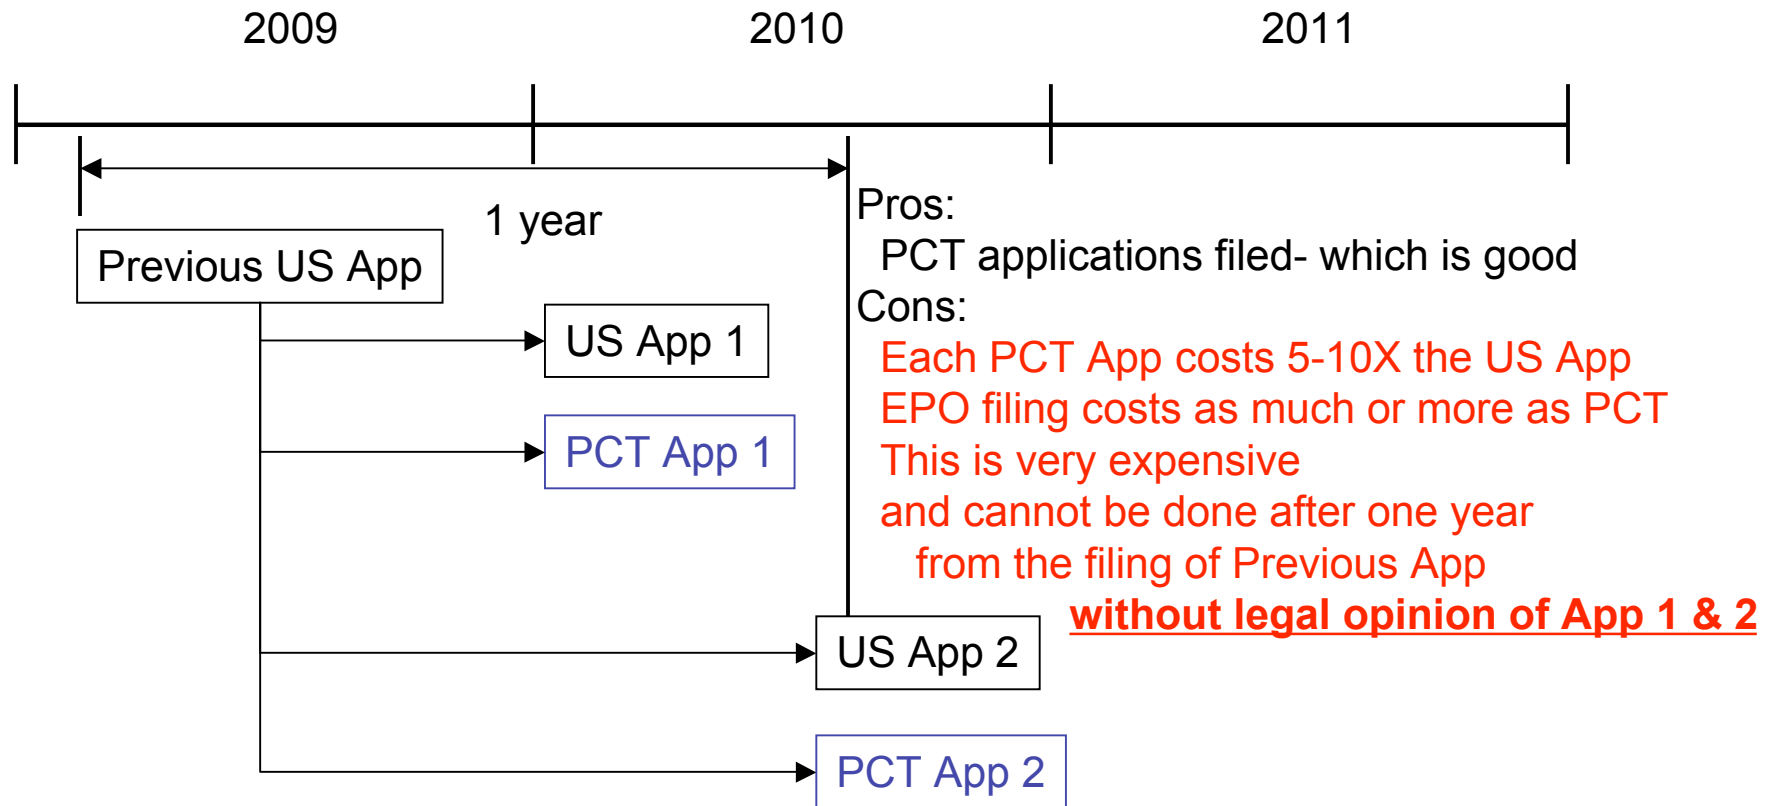 2009
2010
2011
1 year
Previous US App
US App 1
PCT App 1
US App 2
PCT App 2
Pros:
PCT applications filed- which is good
Cons:
Each PCT App costs 5-10X the US App
EPO filing costs as much or more as PCT
This is very expensive
and cannot be done after one year
from the filing of Previous App
without legal opinion of App 1 & 2